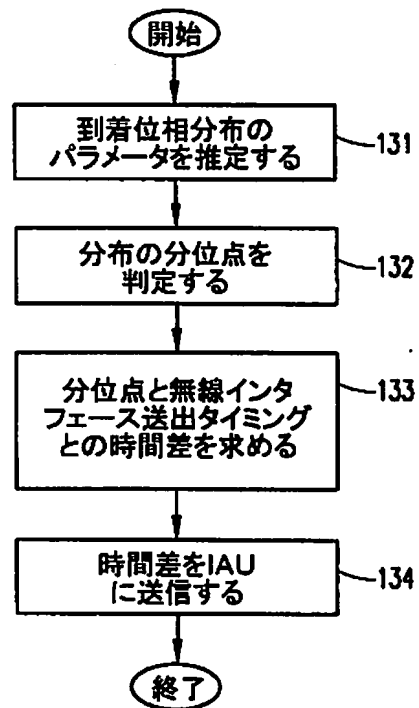 開始
到着位相分布の
パラメータを推定する
131
分布の分位点を
判定する
132
分位点と無線インタ
フェース送出タイミング
との時間差を求める
133
時間差をIAU
に送信する
134
終了